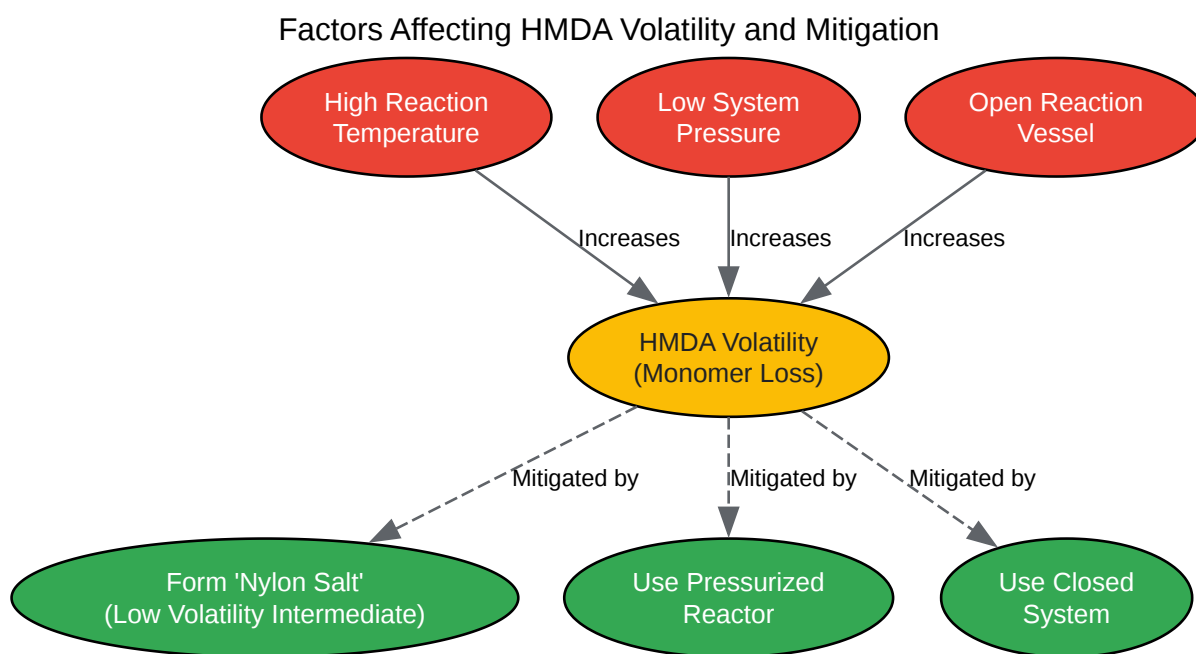 Factors Affecting HMDA Volatility and Mitigation
High Reaction
Temperature
Low System
Pressure
Open Reaction
Vessel
Increases
Increases
Increases
HMDA Volatility
(Monomer Loss)
Mitigated by
Mitigated by
Mitigated by
Form 'Nylon Salt'
(Low Volatility Intermediate)
Use Pressurized
Reactor
Use Closed
System